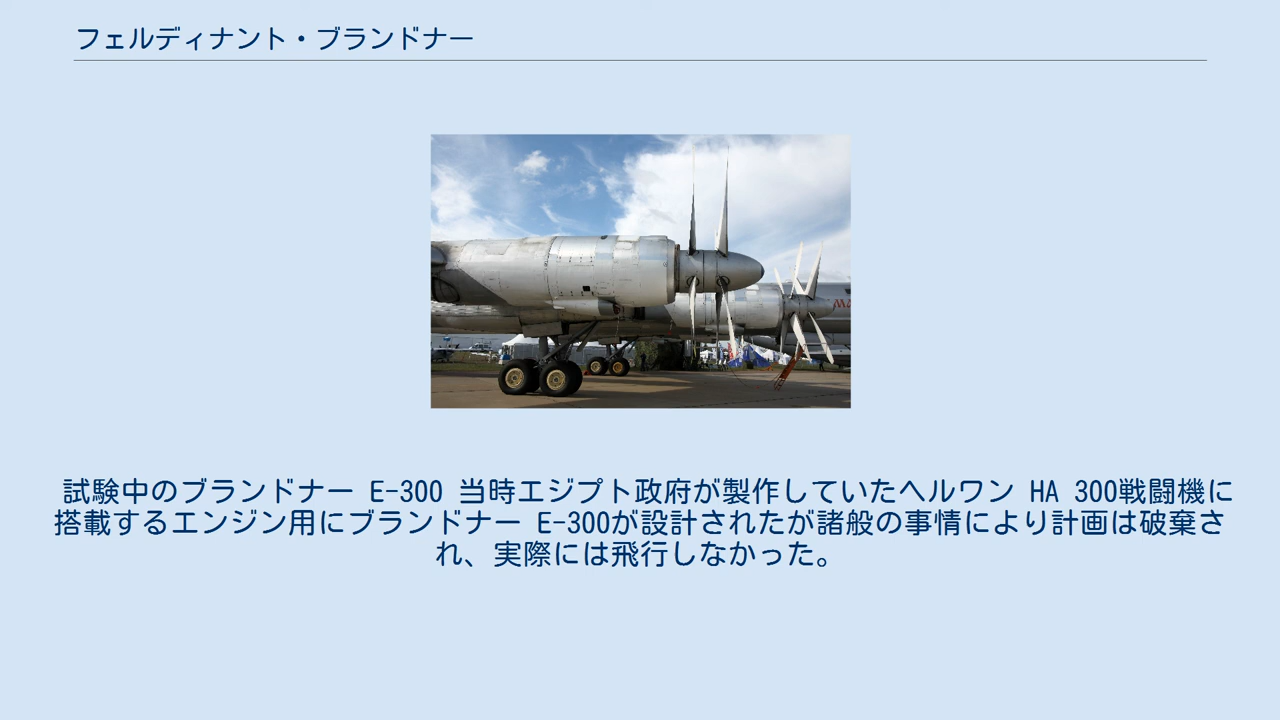 フェルディナント・ブランドナー
試験中のブランドナー E-300 当時エジプト政府が製作していたヘルワン HA 300戦闘機に
搭載するエンジン用にブランドナー E-300が設計されたが諸般の事情により計画は破棄さ
れ、実際には飛行しなかった。